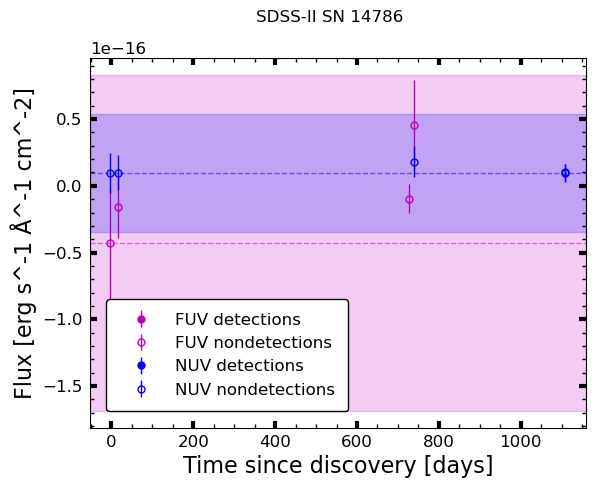 SDSS-II SN 14786
1e−16
0.5
0.0
−0.5
−1.0
−1.5
Flux [erg s^-1 Å^-1 cm^-2]
FUV detections
FUV nondetections
NUV detections
NUV nondetections
0 200 400 600 800 1000
Time since discovery [days]